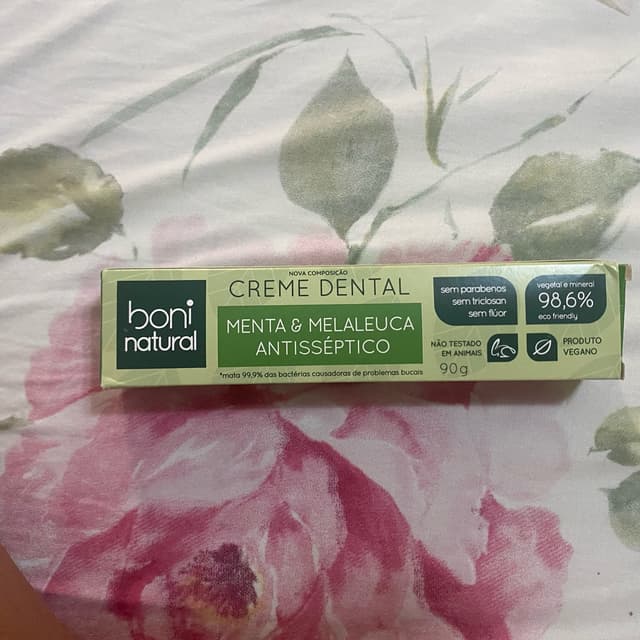 boni
natural
NOVA COMPOSIÇÃO
CREME DENTAL
MENTA & MELALEUCA
ANTISSÉPTICO
*mata 99,9% das bactérias causadoras de problemas bucais
sem parabenos
sem triclosan
sem flúor
vegetal e mineral
98,6%
eco friendly
NÃO TESTADO
EM ANIMAIS
PRODUTO
VEGANO
90g